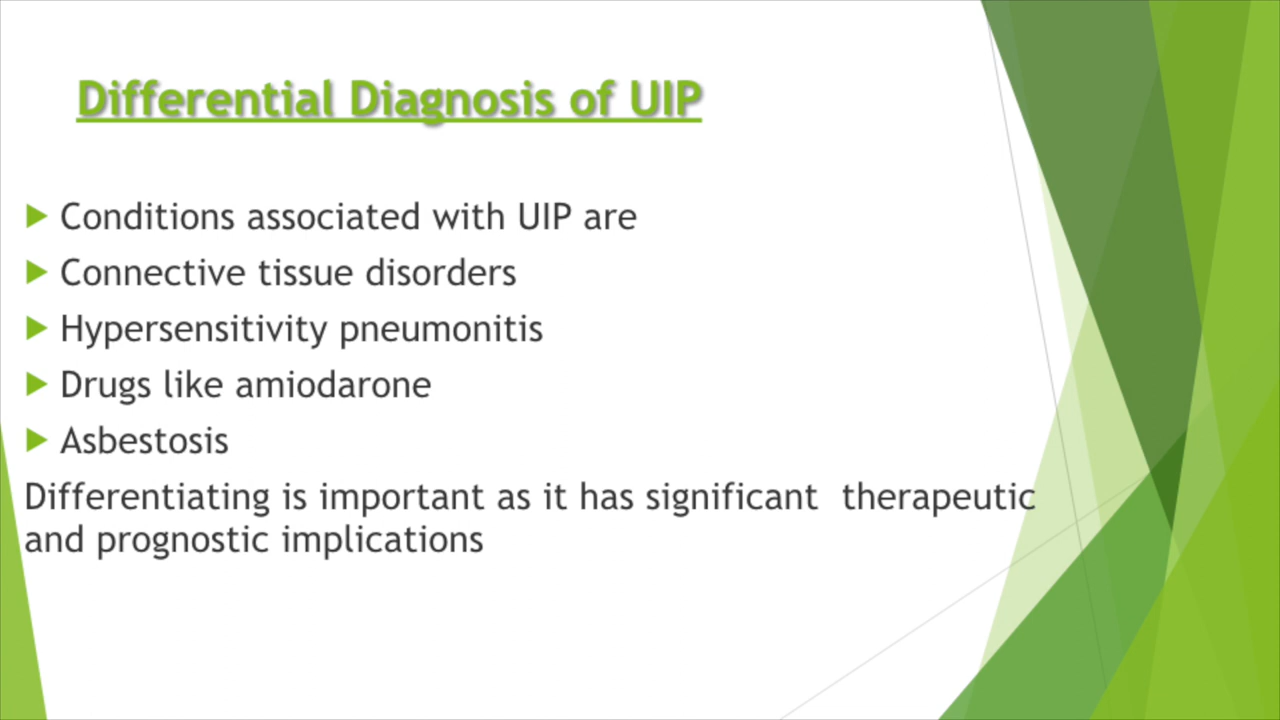 Differential Diagnosis of UIP
Conditions associated with UIP are
Connective tissue disorders
Hypersensitivity pneumonitis
Drugs like amiodarone
Asbestosis
Differentiating is important as it has significant  therapeutic
and prognostic implications